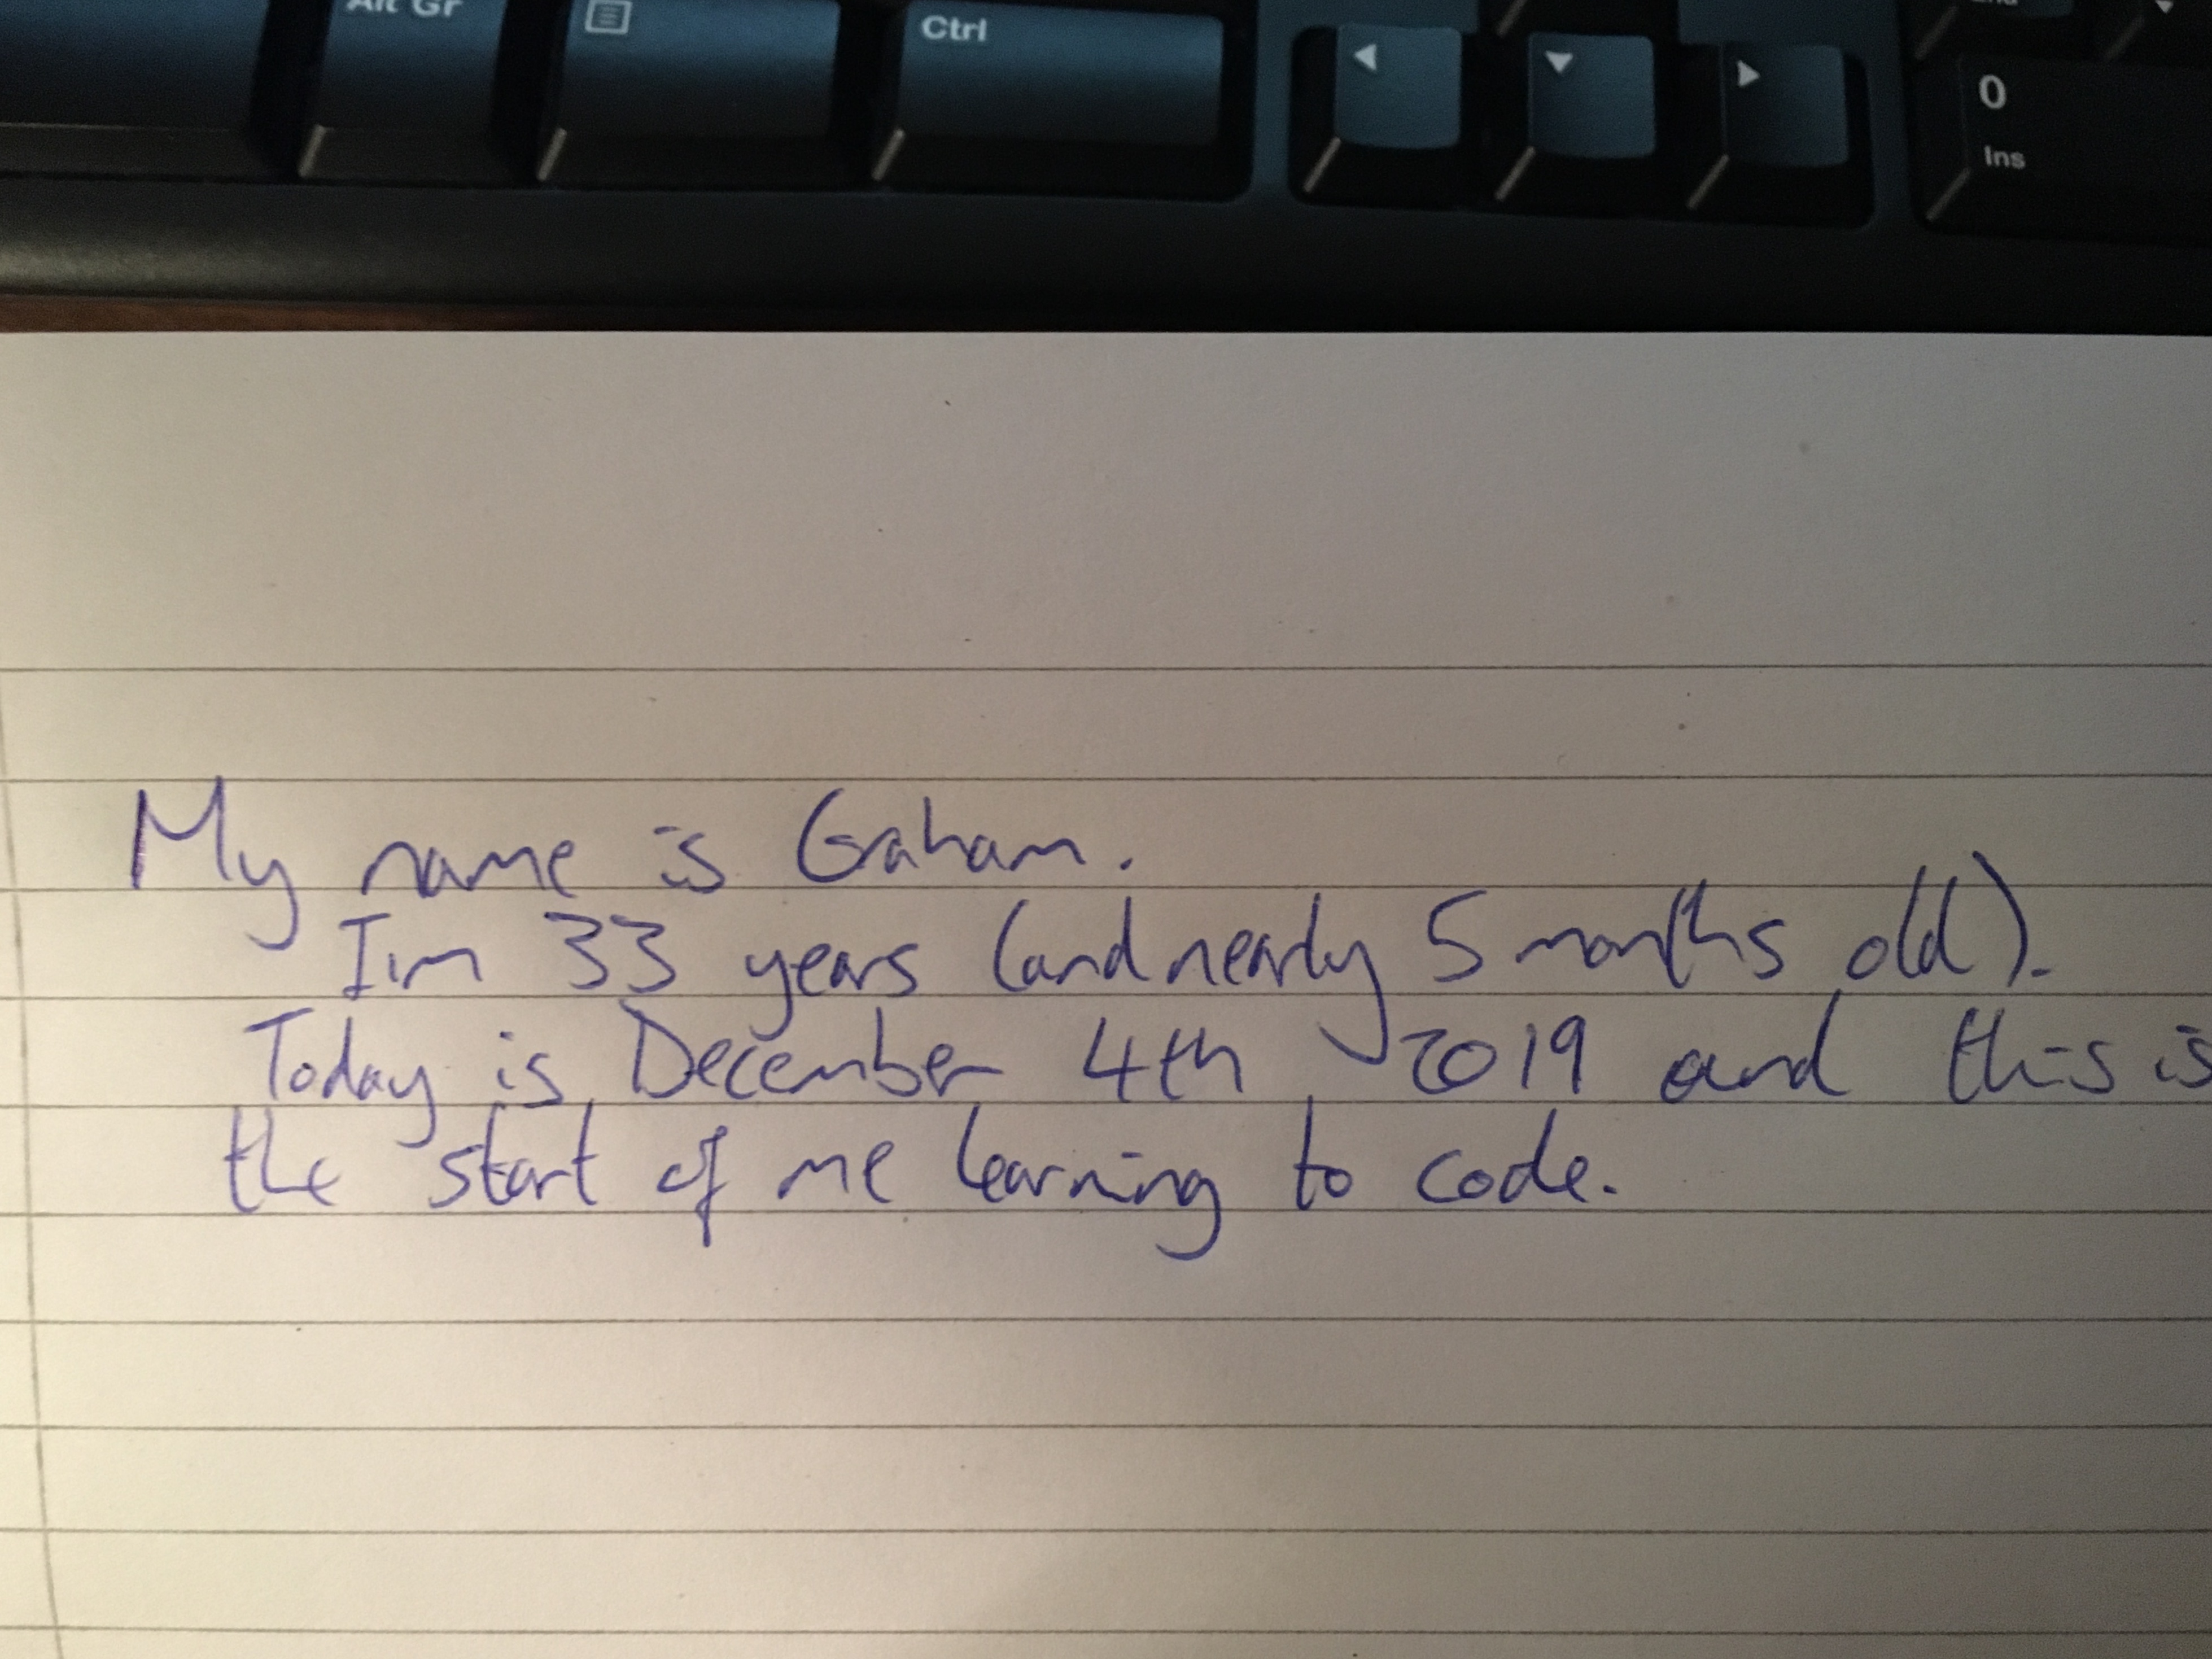 Alt Gr
Ctrl
0
Ins
My name is Graham.
I'm 33 years (and nearly 5 months old).
Today is December 4th 2019 and this is
the start of me learning to code.